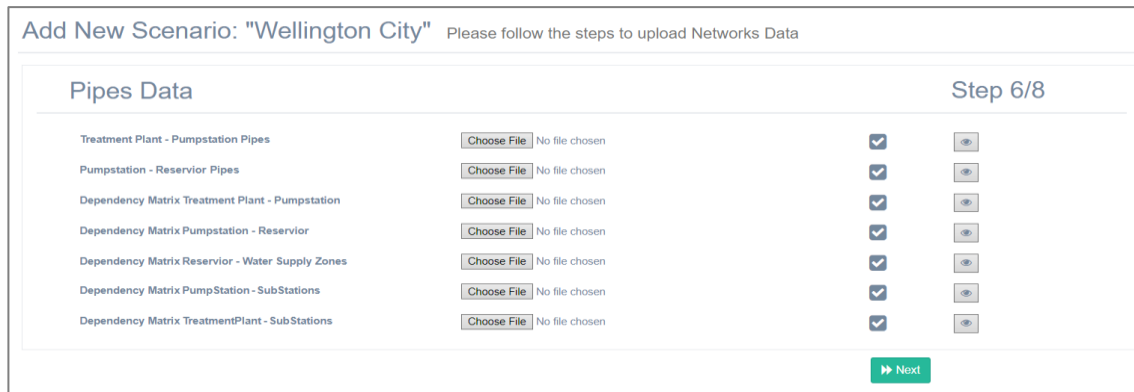 Add New Scenario: "Wellington City" Please follow the steps to upload Networks Data
Pipes Data Step 6/8
Treatment Plant - Pumpstation Pipes Choose File No file chosen
Pumpstation - Reservior Pipes Choose File No file chosen
Dependency Matrix Treatment Plant - Pumpstation Choose File No file chosen
Dependency Matrix Pumpstation - Reservior Choose File No file chosen
Dependency Matrix Reservior - Water Supply Zones Choose File No file chosen
Dependency Matrix PumpStation - SubStations Choose File No file chosen
Dependency Matrix TreatmentPlant - SubStations Choose File No file chosen
Next